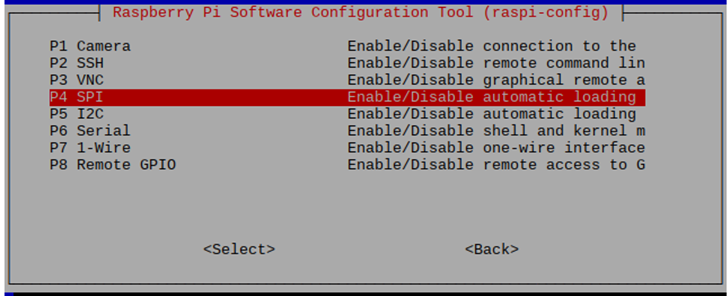 Raspberry Pi Software Configuration Tool (raspi-config)
P1 Camera Enable/Disable connection to the
P2 SSH Enable/Disable remote command lin
P3 VNC Enable/Disable graphical remote a
P4 SPI Enable/Disable automatic loading
P5 I2C Enable/Disable automatic loading
P6 Serial Enable/Disable shell and kernel m
P7 1-Wire Enable/Disable one-wire interface
P8 Remote GPIO Enable/Disable remote access to G
<Select> <Back>